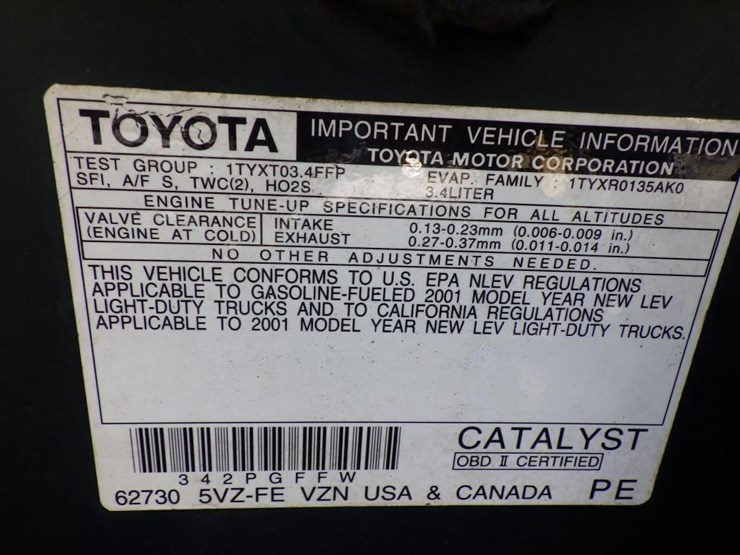 TOYOTA
IMPORTANT VEHICLE INFORMATION
TOYOTA MOTOR CORPORATION
TEST GROUP : 1TYXT03.4FFP EVAP. FAMILY : 1TYXR0135AK0
SFI, A/F S, TWC(2), HO2S 3.4LITER
ENGINE TUNE-UP SPECIFICATIONS FOR ALL ALTITUDES
VALVE CLEARANCE INTAKE 0.13-0.23mm (0.006-0.009 in.)
(ENGINE AT COLD) EXHAUST 0.27-0.37mm (0.011-0.014 in.)
NO OTHER ADJUSTMENTS NEEDED.
THIS VEHICLE CONFORMS TO U.S. EPA NLEV REGULATIONS
APPLICABLE TO GASOLINE-FUELED 2001 MODEL YEAR NEW LEV
LIGHT-DUTY TRUCKS AND TO CALIFORNIA REGULATIONS
APPLICABLE TO 2001 MODEL YEAR NEW LEV LIGHT-DUTY TRUCKS.
CATALYST
OBD II CERTIFIED
342PGFFW
62730 5VZ-FE VZN USA & CANADA PE